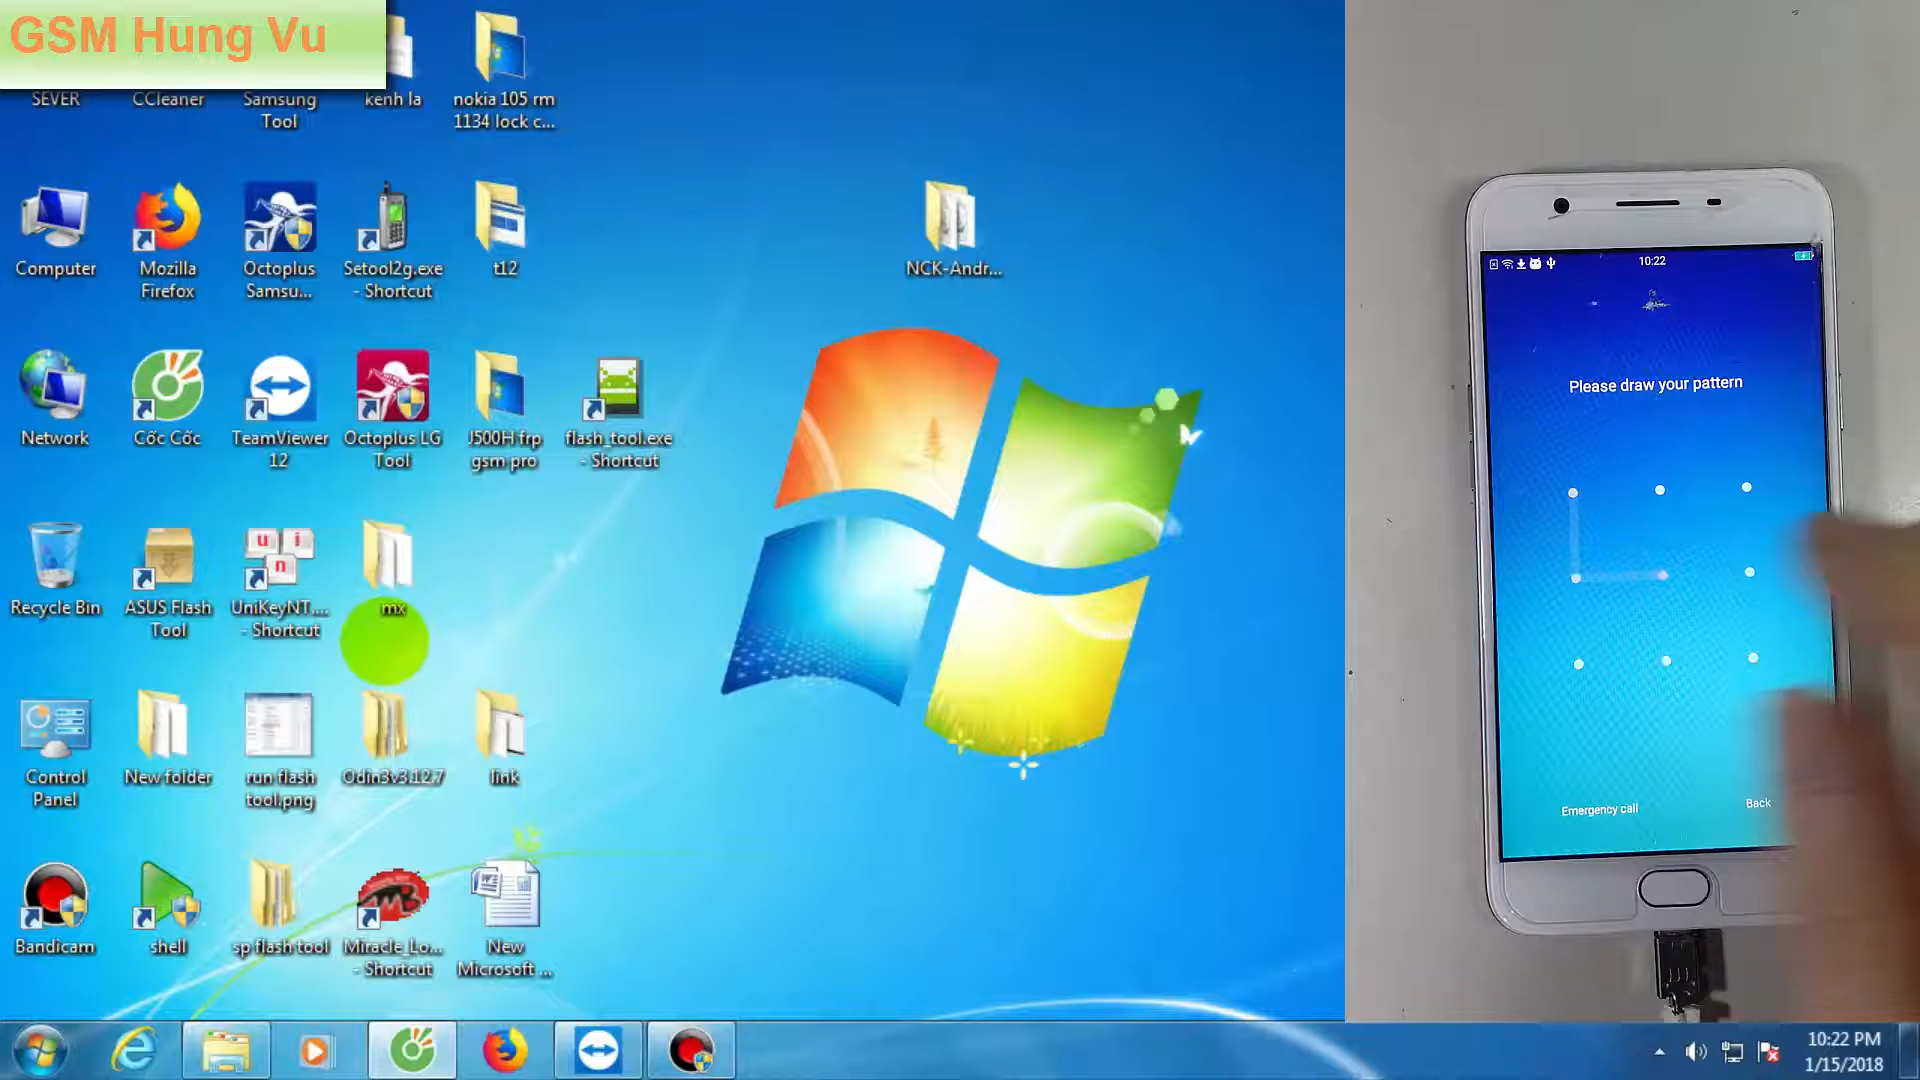 GSM Hung Vu
SEVER
CCleaner
Samsung
Tool
kenh la
nokia 105 rm
1134 lock c...
Computer
Mozilla
Firefox
Octoplus
Samsu...
Setool2g.exe
- Shortcut
t12
NCK-Andr...
Network
Cốc Cốc
TeamViewer
12
Octoplus LG
Tool
J500H frp
gsm pro
flash_tool.exe
- Shortcut
Recycle Bin
ASUS Flash
Tool
u i
n
UniKeyNT....
- Shortcut
mx
Control
Panel
New folder
run flash
tool.png
Odin3v3.12.7
link
Bandicam
shell
sp flash tool
Miracle_Lo...
- Shortcut
New
Microsoft ...
10:22 PM
1/15/2018
10:22
Please draw your pattern
Emergency call
Back